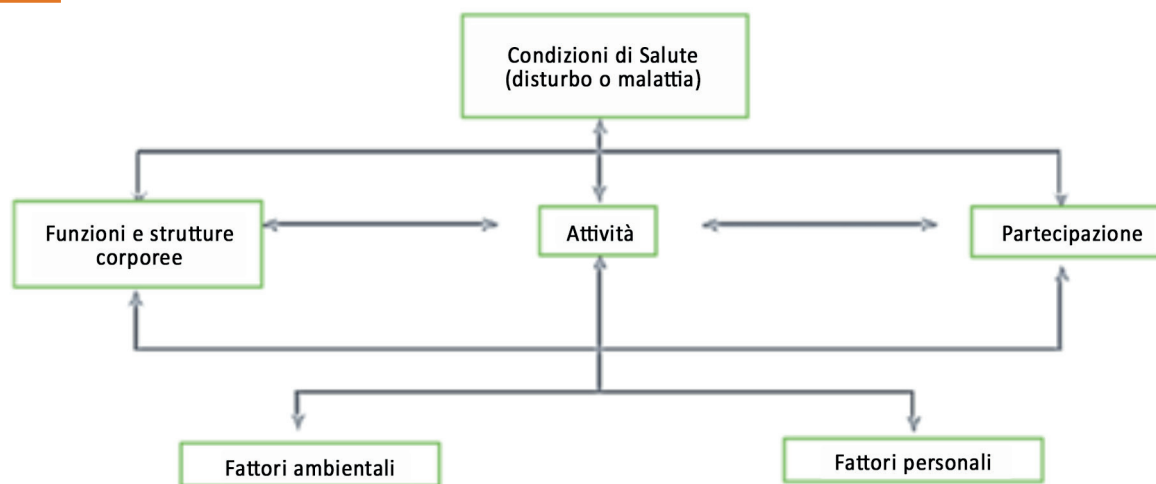 Condizioni di Salute
(disturbo o malattia)
Funzioni e strutture
corporee
Attività
Partecipazione
Fattori ambientali
Fattori personali